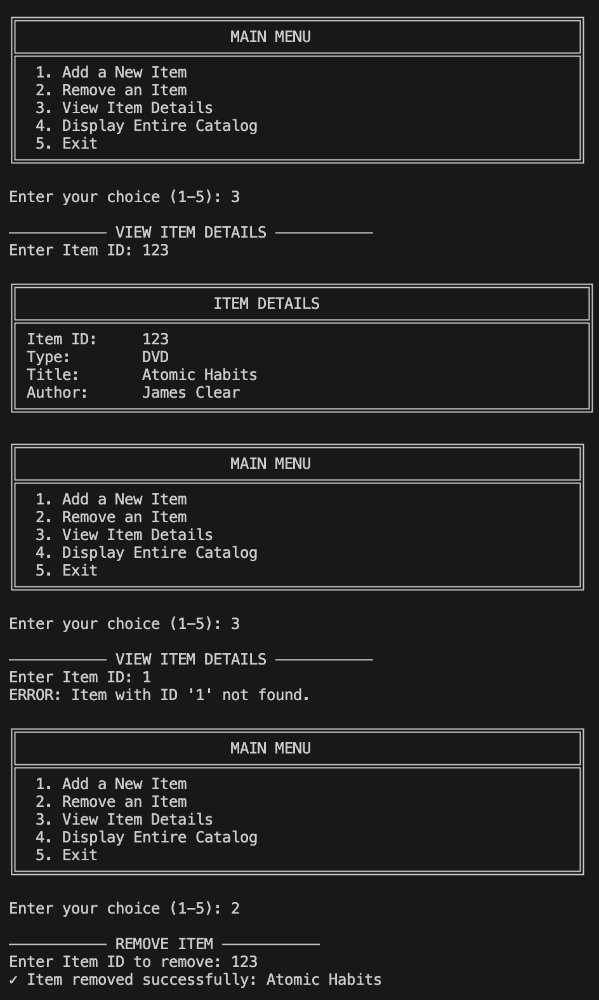 MAIN MENU
1. Add a New Item
2. Remove an Item
3. View Item Details
4. Display Entire Catalog
5. Exit
Enter your choice (1-5): 3
─────────── VIEW ITEM DETAILS ───────────
Enter Item ID: 123
ITEM DETAILS
Item ID: 123
Type: DVD
Title: Atomic Habits
Author: James Clear
MAIN MENU
1. Add a New Item
2. Remove an Item
3. View Item Details
4. Display Entire Catalog
5. Exit
Enter your choice (1-5): 3
─────────── VIEW ITEM DETAILS ───────────
Enter Item ID: 1
ERROR: Item with ID '1' not found.
MAIN MENU
1. Add a New Item
2. Remove an Item
3. View Item Details
4. Display Entire Catalog
5. Exit
Enter your choice (1-5): 2
─────────── REMOVE ITEM ───────────
Enter Item ID to remove: 123
✓ Item removed successfully: Atomic Habits